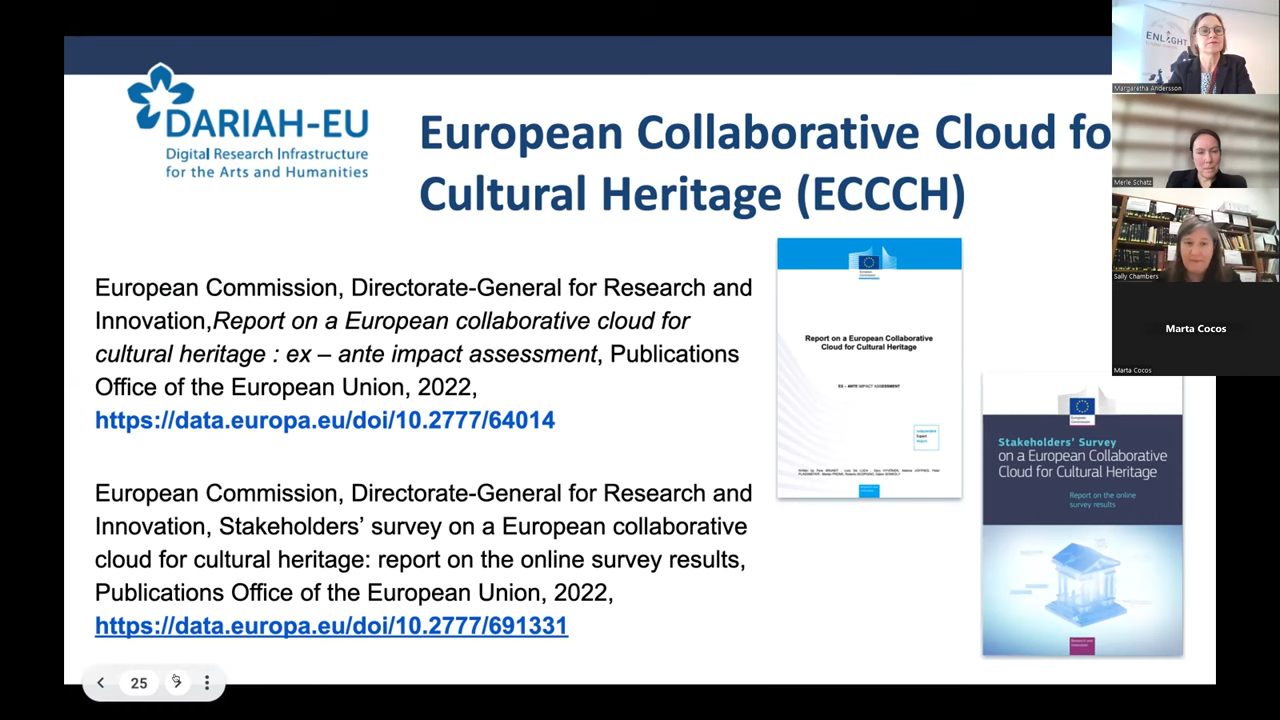 DARIAH-EU
Digital Research Infrastructure
for the Arts and Humanities
European Collaborative Cloud fo
Cultural Heritage (ECCCH)
European Commission, Directorate-General for Research and
Innovation,Report on a European collaborative cloud for
cultural heritage : ex – ante impact assessment, Publications
Office of the European Union, 2022,
https://data.europa.eu/doi/10.2777/64014
European Commission, Directorate-General for Research and
Innovation, Stakeholders’ survey on a European collaborative
cloud for cultural heritage: report on the online survey results,
Publications Office of the European Union, 2022,
https://data.europa.eu/doi/10.2777/691331
Report on a European Collaborative
Cloud for Cultural Heritage
EX - ANTE IMPACT ASSESSMENT
Stakeholders’ Survey
on a European Collaborative
Cloud for Cultural Heritage
Report on the online
survey results
25
ENLIGHT
Margaretha Andersson
Merle Schatz
Sally Chambers
Marta Cocos
Marta Cocos